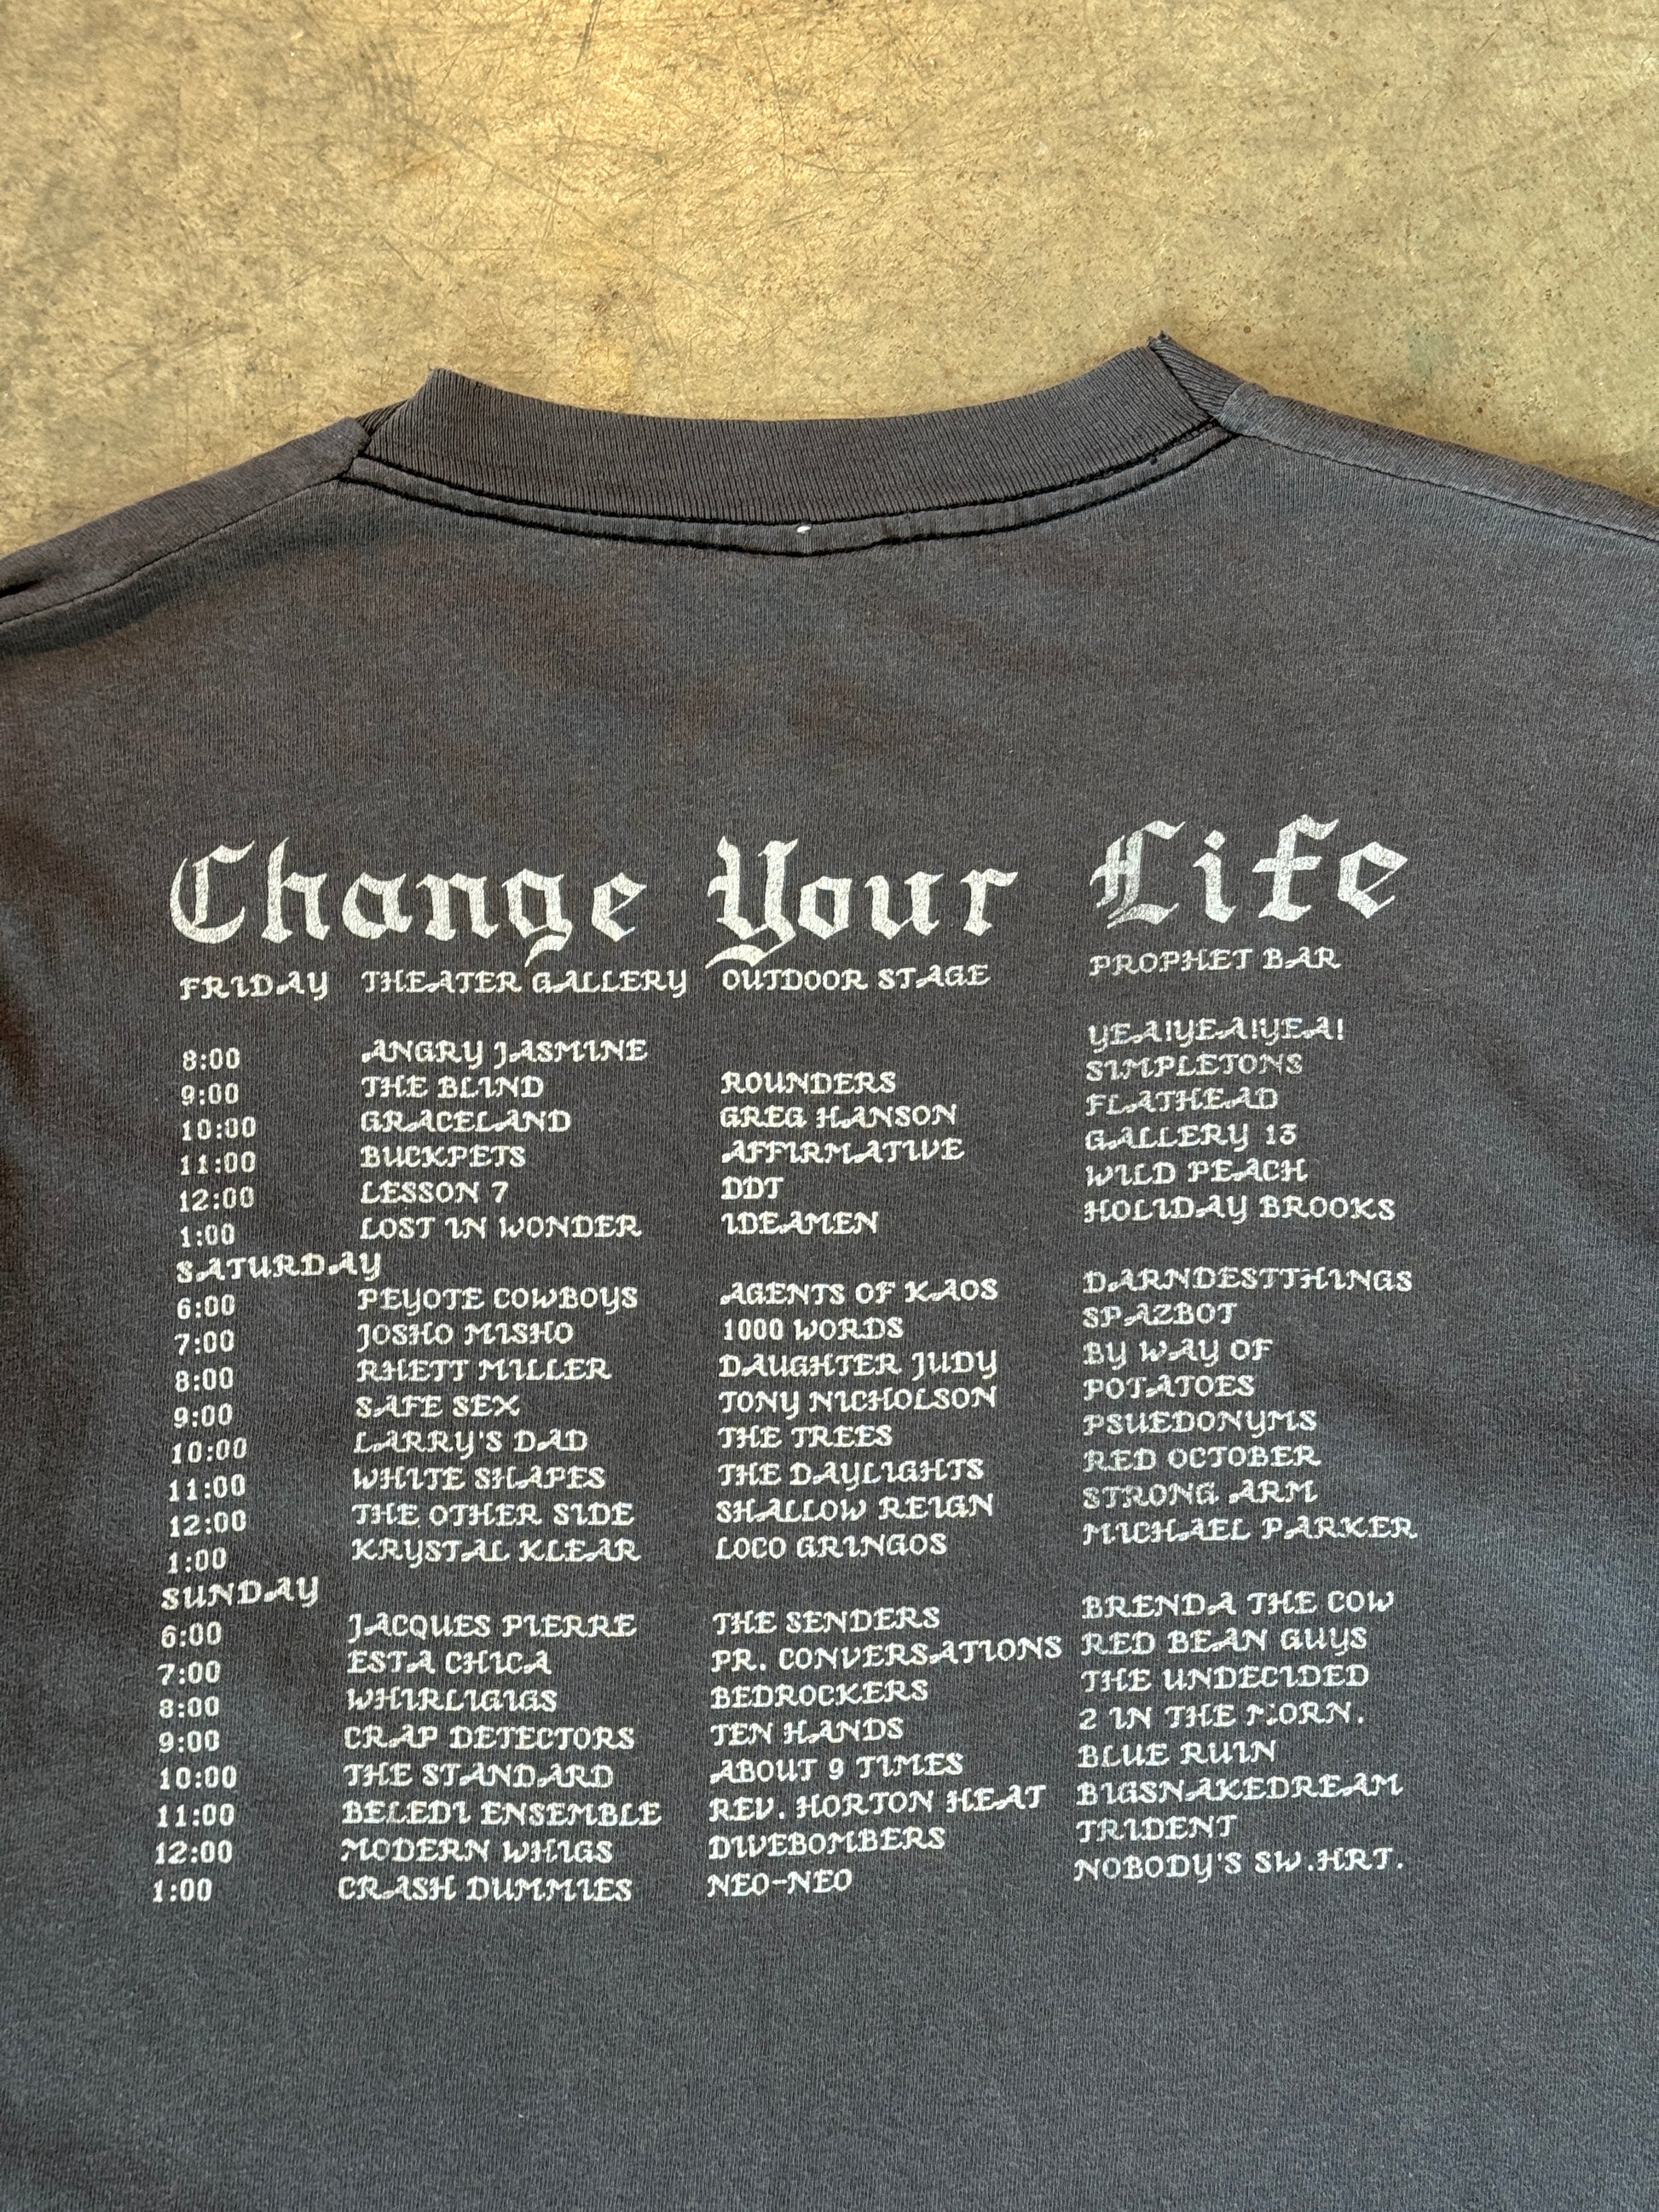 Change Your Life
FRIDAY THEATER GALLERY OUTDOOR STAGE PROPHET BAR
8:00 ANGRY JASMINE YEA!YEA!YEA!
9:00 THE BLIND ROUNDERS SIMPLETONS
10:00 GRACELAND GREG HANSON FLATHEAD
11:00 BUCKPETS AFFIRMATIVE GALLERY 13
12:00 LESSON 7 DDT WILD PEACH
1:00 LOST IN WONDER IDEAMEN HOLIDAY BROOKS
SATURDAY
6:00 PEYOTE COWBOYS AGENTS OF KAOS DARNDESTTHINGS
7:00 JOSHO MISHO 1000 WORDS SPAZBOT
8:00 RHETT MILLER DAUGHTER JUDY BY WAY OF
9:00 SAFE SEX TONY NICHOLSON POTATOES
10:00 LARRY'S DAD THE TREES PSUEDONYMS
11:00 WHITE SHAPES THE DAYLIGHTS RED OCTOBER
12:00 THE OTHER SIDE SHALLOW REIGN STRONG ARM
1:00 KRYSTAL KLEAR LOCO GRINGOS MICHAEL PARKER
SUNDAY
6:00 JACQUES PIERRE THE SENDERS BRENDA THE COW
7:00 ESTA CHICA PR. CONVERSATIONS RED BEAN GUYS
8:00 WHIRLIGIGS BEDROCKERS THE UNDECIDED
9:00 CRAP DETECTORS TEN HANDS 2 IN THE MORN.
10:00 THE STANDARD ABOUT 9 TIMES BLUE RUIN
11:00 BELEDI ENSEMBLE REV. HORTON HEAT BIGSNAKEDREAM
12:00 MODERN WHIGS DIVEBOMBERS TRIDENT
1:00 CRASH DUMMIES NEO-NEO NOBODY'S SW.HRT.